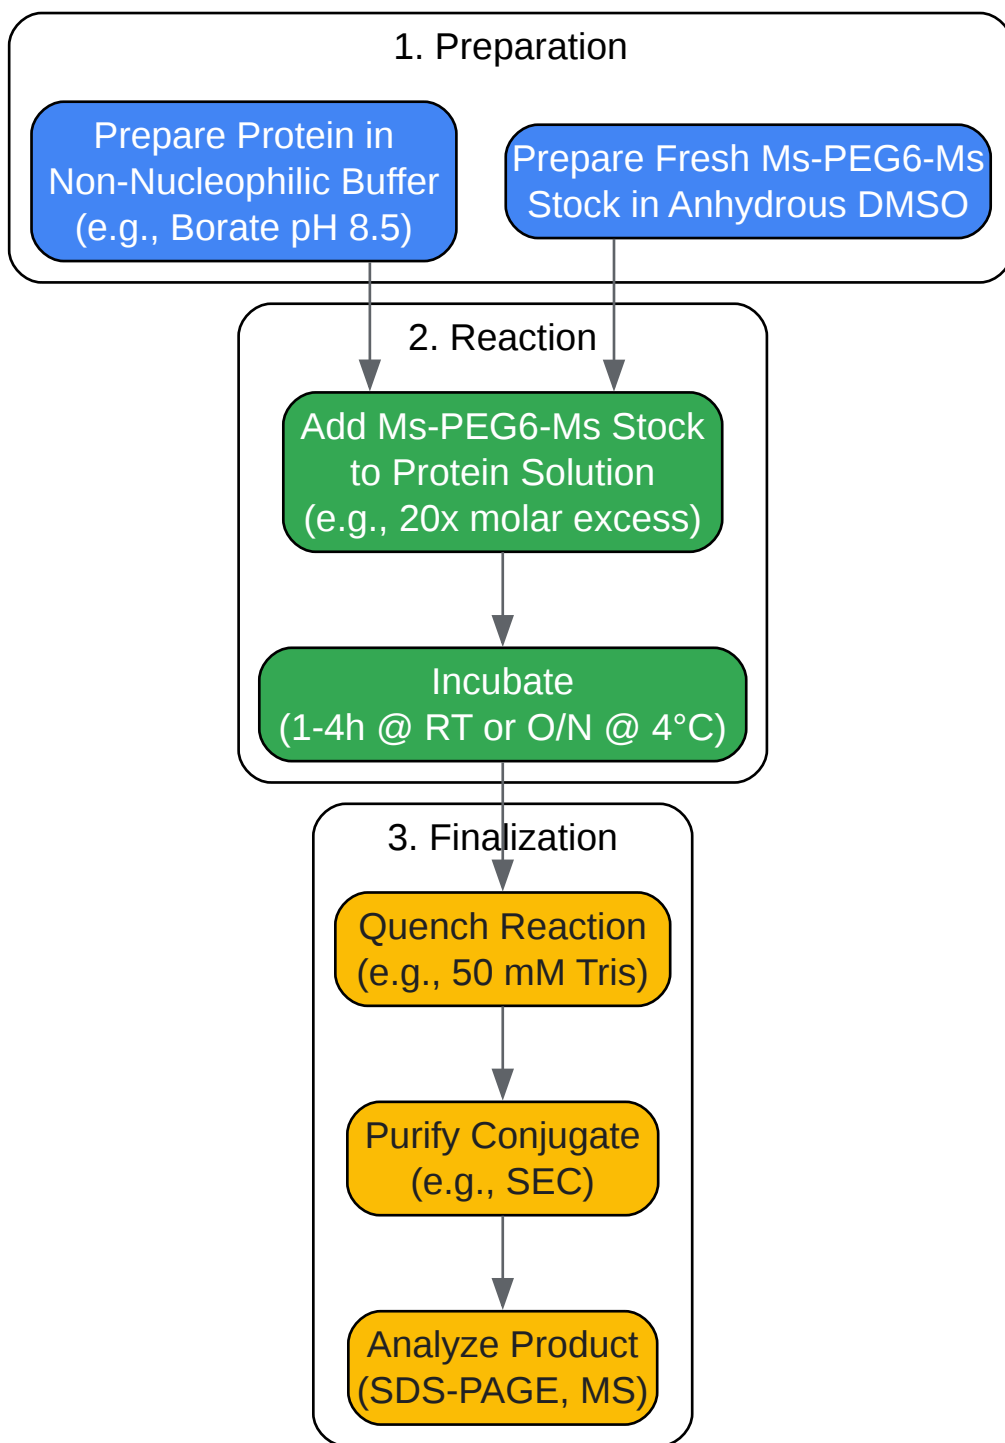 1. Preparation
Prepare Protein in
Non-Nucleophilic Buffer
(e.g., Borate pH 8.5)
Prepare Fresh Ms-PEG6-Ms
Stock in Anhydrous DMSO
2. Reaction
Add Ms-PEG6-Ms Stock
to Protein Solution
(e.g., 20x molar excess)
Incubate
(1-4h @ RT or O/N @ 4°C)
3. Finalization
Quench Reaction
(e.g., 50 mM Tris)
Purify Conjugate
(e.g., SEC)
Analyze Product
(SDS-PAGE, MS)